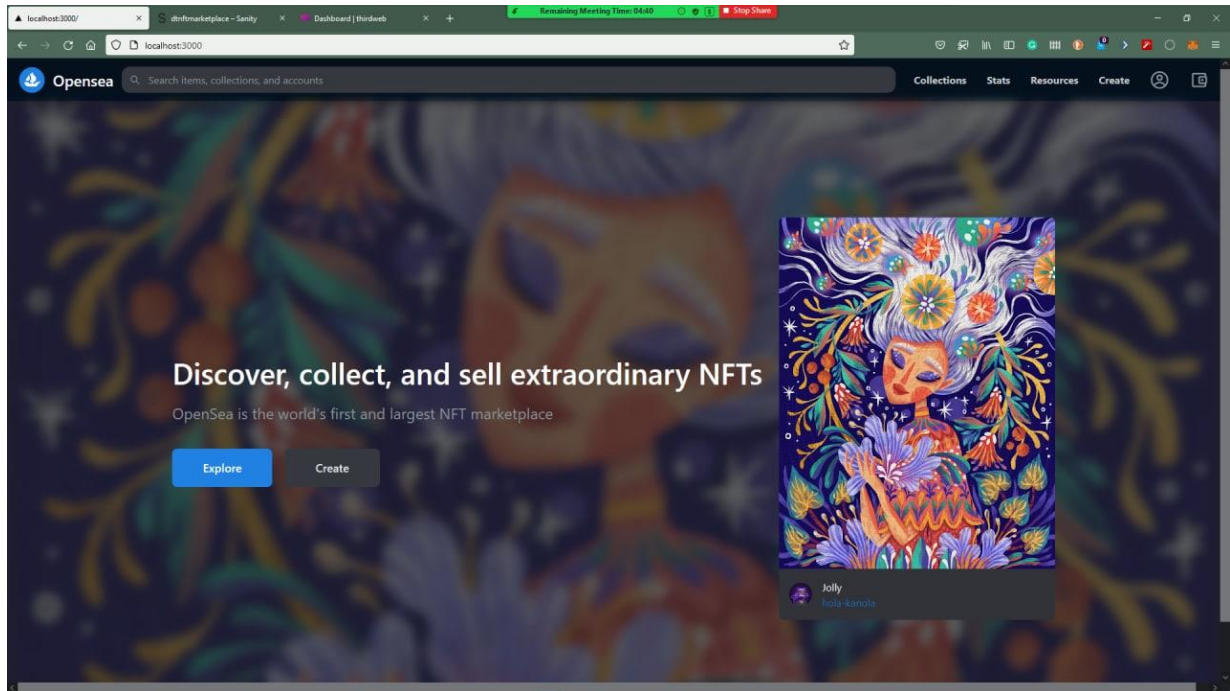 localhost:3000/
dtnftmarketplace – Sanity
Dashboard | thirdweb
Remaining Meeting Time: 04:40
Stop Share
localhost:3000
Opensea
Search items, collections, and accounts
Collections
Stats
Resources
Create
Discover, collect, and sell extraordinary NFTs
OpenSea is the world's first and largest NFT marketplace
Explore
Create
Jolly
hola-kanola